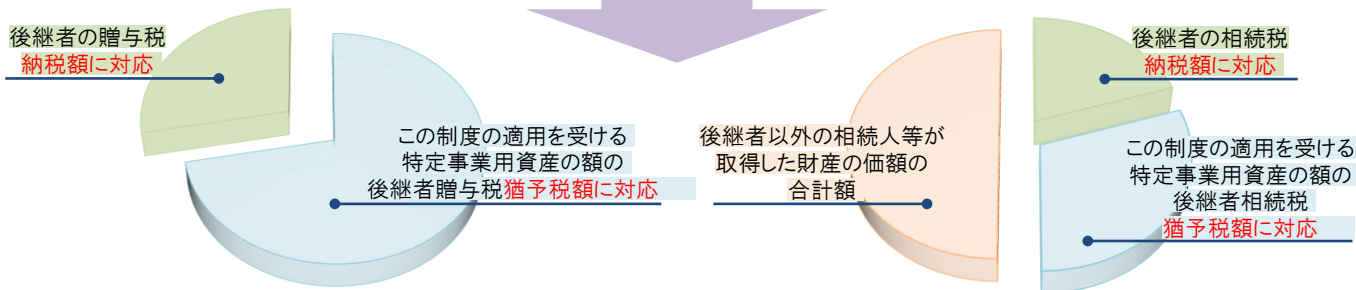 後継者の贈与税
納税額に対応
この制度の適用を受ける
特定事業用資産の額の
後継者贈与税猶予税額に対応
後継者以外の相続人等が
取得した財産の価額の
合計額
後継者の相続税
納税額に対応
この制度の適用を受ける
特定事業用資産の額の
後継者相続税
猶予税額に対応